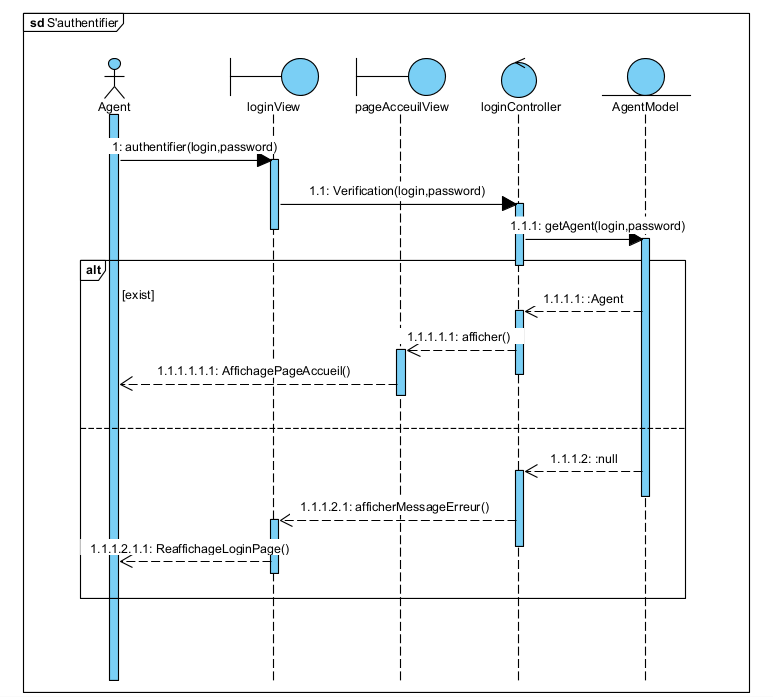 sd S'authentifier
Agent
loginView
pageAcceuilView
loginController
AgentModel
1: authentifier(login,password)
1.1: Verification(login,password)
1.1.1: getAgent(login,password)
alt
[exist]
1.1.1.1: :Agent
1.1.1.1.1: afficher()
1.1.1.1.1.1: AffichagePageAccueil()
1.1.1.2: :null
1.1.1.2.1: afficherMessageErreur()
1.1.1.2.1.1: ReaffichageLoginPage()